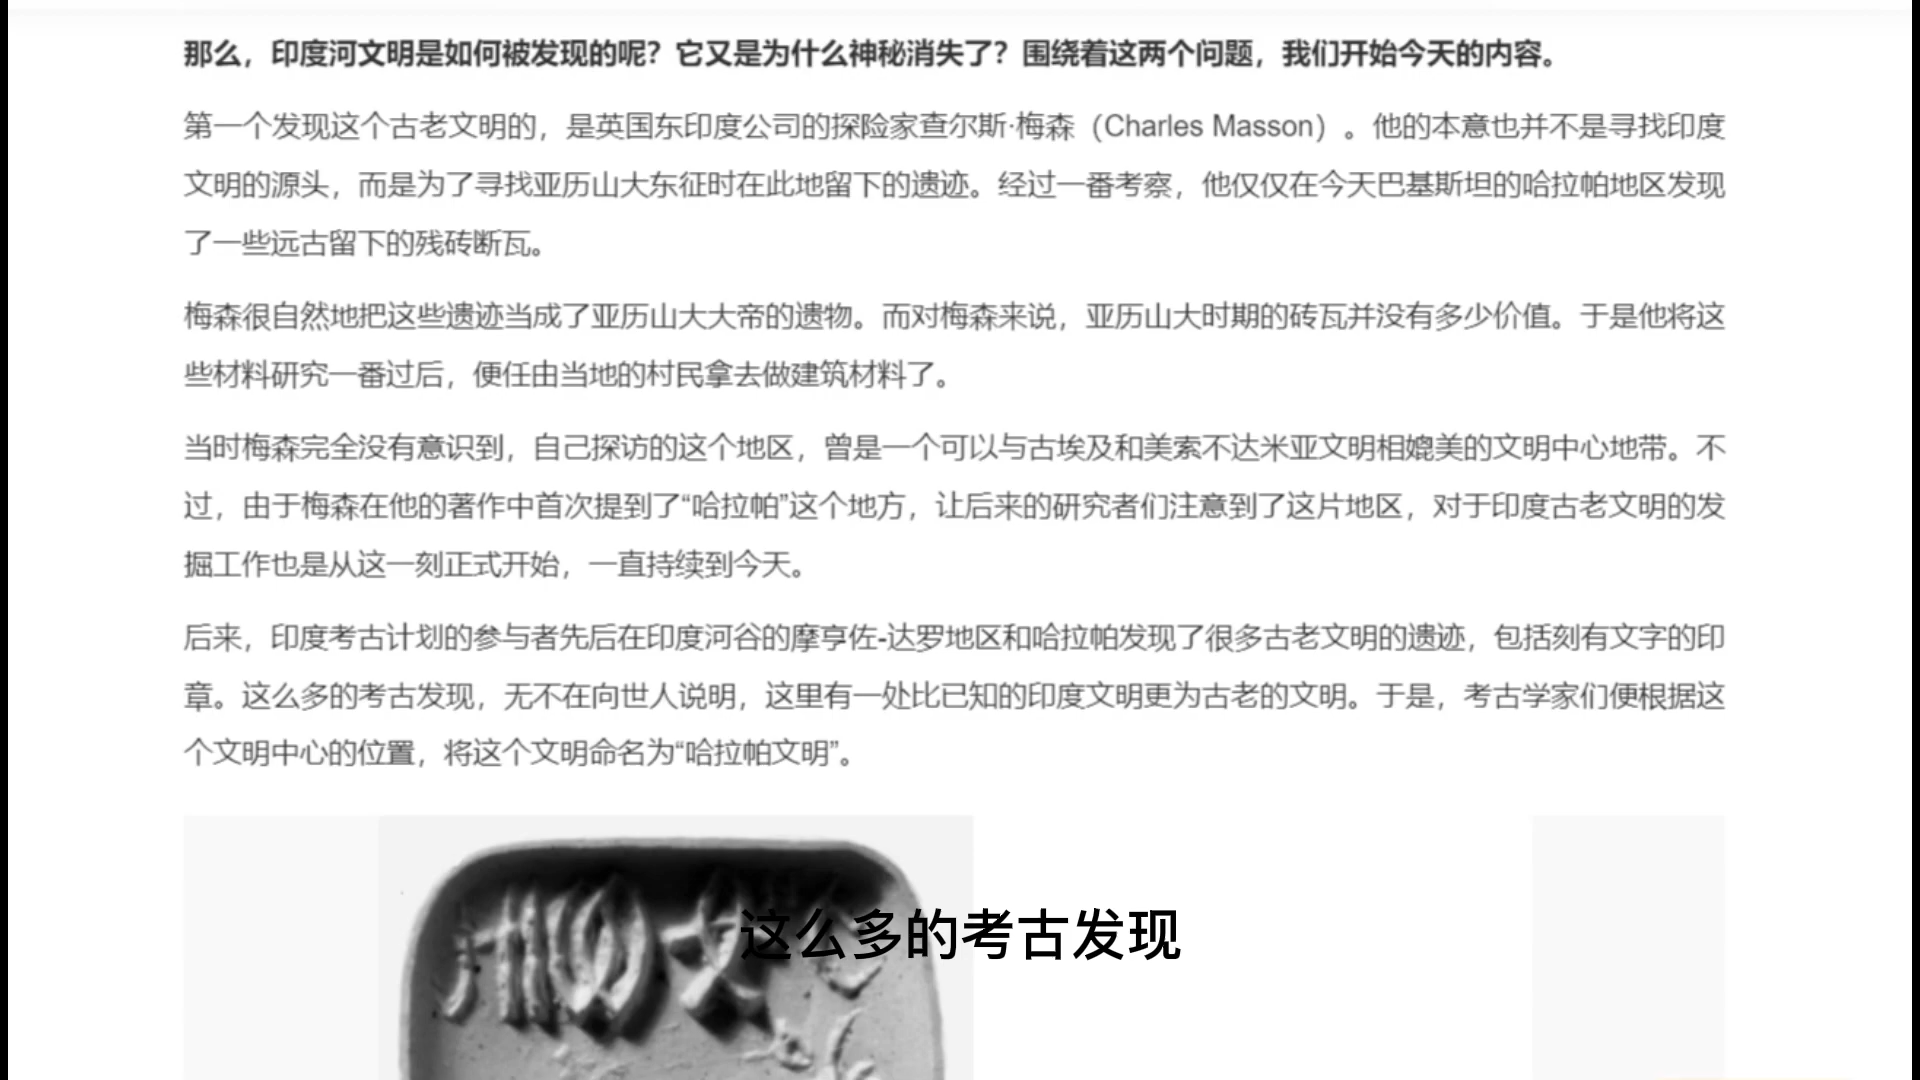 那么，印度河文明是如何被发现的呢？它又是为什么神秘消失了？围绕着这两个问题，我们开始今天的内容。
第一个发现这个古老文明的，是英国东印度公司的探险家查尔斯·梅森（Charles Masson）。他的本意也并不是寻找印度
文明的源头，而是为了寻找亚历山大东征时在此地留下的遗迹。经过一番考察，他仅仅在今天巴基斯坦的哈拉帕地区发现
了一些远古留下的残砖断瓦。
梅森很自然地把这些遗迹当成了亚历山大大帝的遗物。而对梅森来说，亚历山大时期的砖瓦并没有多少价值。于是他将这
些材料研究一番过后，便任由当地的村民拿去做建筑材料了。
当时梅森完全没有意识到，自己探访的这个地区，曾是一个可以与古埃及和美索不达米亚文明相媲美的文明中心地带。不
过，由于梅森在他的著作中首次提到了“哈拉帕”这个地方，让后来的研究者们注意到了这片地区，对于印度古老文明的发
掘工作也是从这一刻正式开始，一直持续到今天。
后来，印度考古计划的参与者先后在印度河谷的摩亨佐-达罗地区和哈拉帕发现了很多古老文明的遗迹，包括刻有文字的印
章。这么多的考古发现，无不在向世人说明，这里有一处比已知的印度文明更为古老的文明。于是，考古学家们便根据这
个文明中心的位置，将这个文明命名为“哈拉帕文明”。
这么多的考古发现